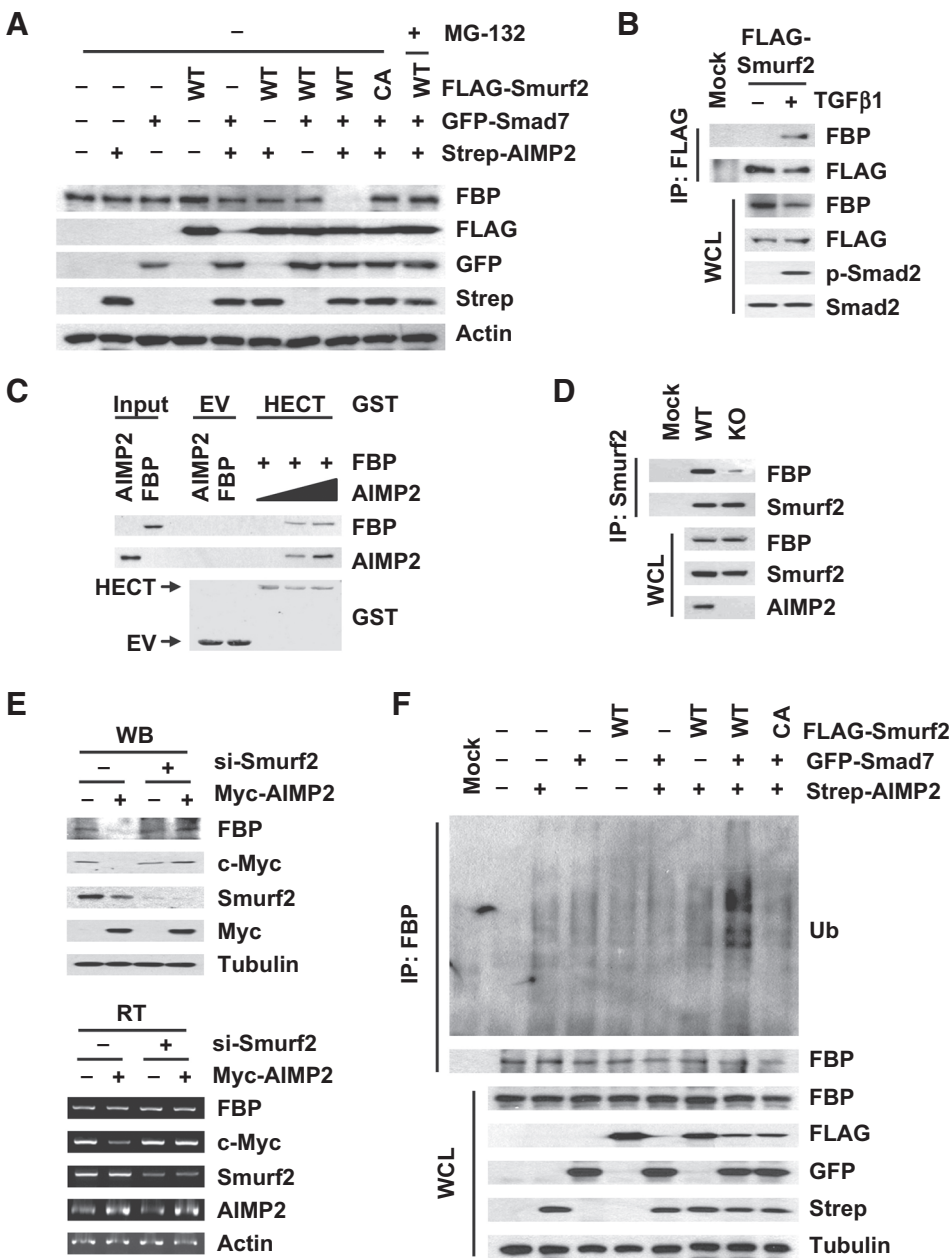 A
– + MG-132
– – – WT – WT WT WT CA WT FLAG-Smurf2
– – + – + – + + + + GFP-Smad7
– + – – + + – + + + Strep-AIMP2
FBP
FLAG
GFP
Strep
Actin
B
Mock
FLAG-
Smurf2
– + TGFβ1
IP: FLAG
FBP
FLAG
WCL
FBP
FLAG
p-Smad2
Smad2
C
Input EV HECT GST
AIMP2 FBP AIMP2 FBP
+ + + FBP
AIMP2
FBP
AIMP2
HECT →
GST
EV →
D
Mock WT KO
IP: Smurf2
FBP
Smurf2
WCL
FBP
Smurf2
AIMP2
E
WB
– + si-Smurf2
– + – + Myc-AIMP2
FBP
c-Myc
Smurf2
Myc
Tubulin
RT
– + si-Smurf2
– + – + Myc-AIMP2
FBP
c-Myc
Smurf2
AIMP2
Actin
F
Mock
– – – WT – WT WT CA FLAG-Smurf2
– – + – + – + + GFP-Smad7
– + – – + + + + Strep-AIMP2
IP: FBP
Ub
FBP
WCL
FBP
FLAG
GFP
Strep
Tubulin